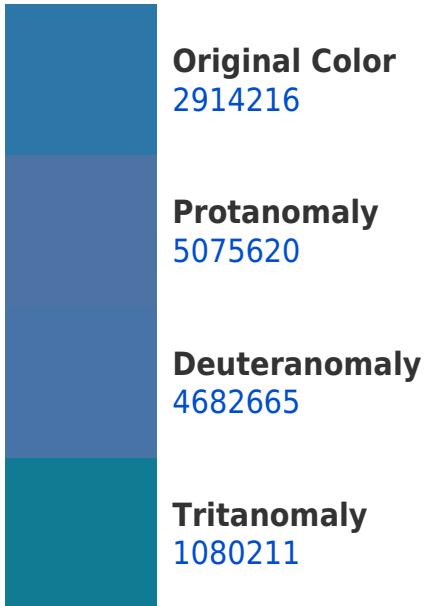 Original Color
2914216
Protanomaly
5075620
Deuteranomaly
4682665
Tritanomaly
1080211